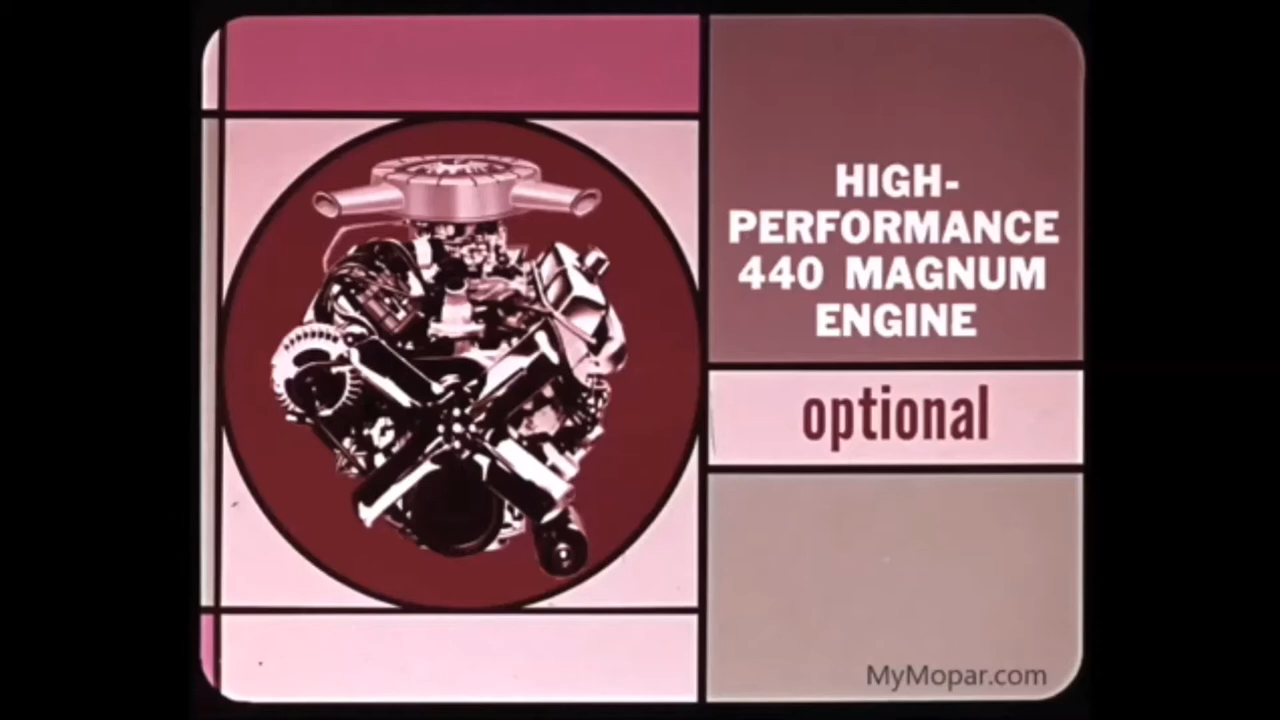 HIGH-
PERFORMANCE
440 MAGNUM
ENGINE
optional
MyMopar.com